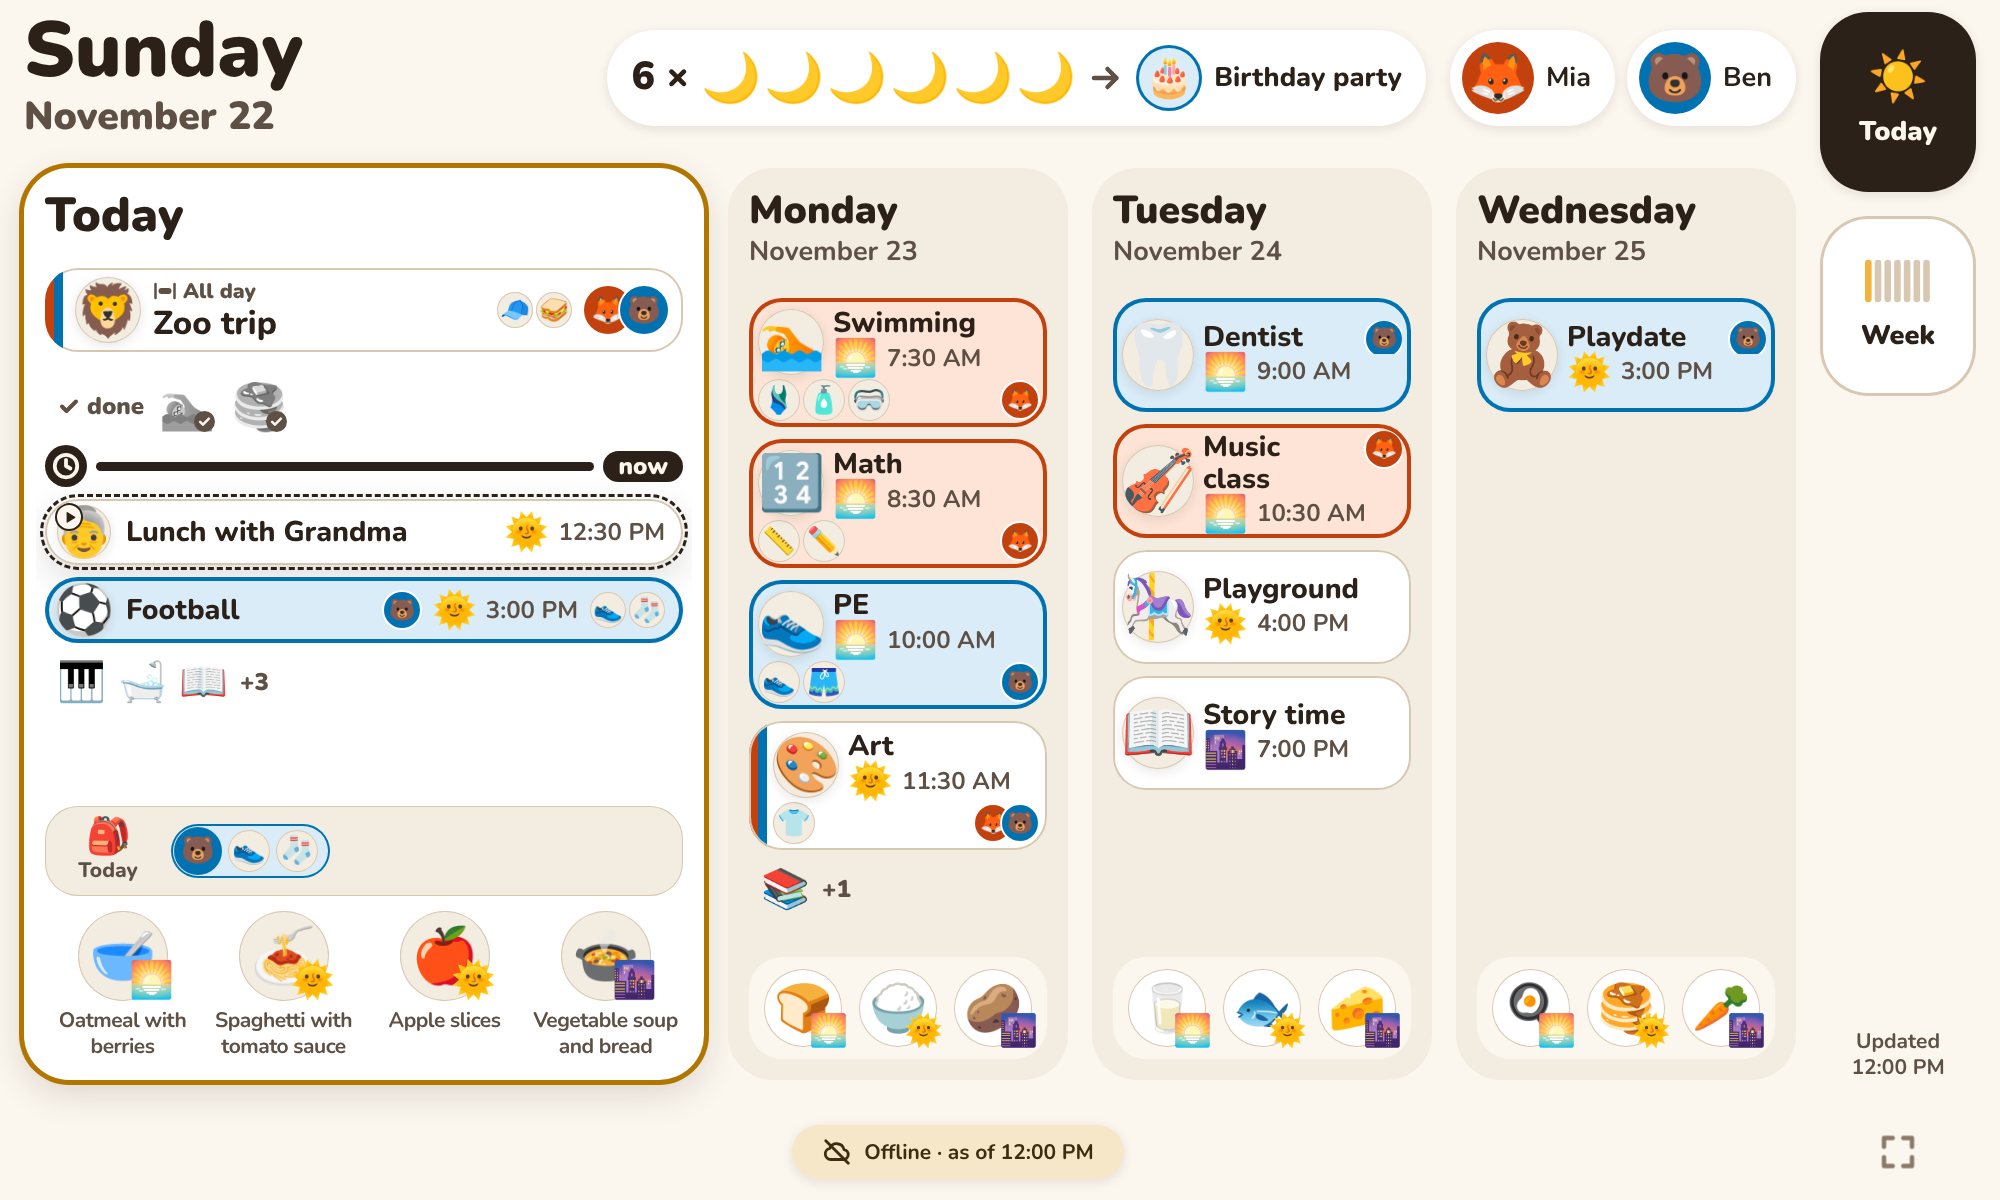 Sunday
November 22
6 ×
Birthday party
Mia
Ben
Today
Week
Today
All day
Zoo trip
done
now
Lunch with Grandma
12:30 PM
Football
3:00 PM
+3
Today
Oatmeal with
berries
Spaghetti with
tomato sauce
Apple slices
Vegetable soup
and bread
Monday
November 23
Swimming
7:30 AM
Math
8:30 AM
PE
10:00 AM
Art
11:30 AM
+1
Tuesday
November 24
Dentist
9:00 AM
Music
class
10:30 AM
Playground
4:00 PM
Story time
7:00 PM
Wednesday
November 25
Playdate
3:00 PM
Updated
12:00 PM
Offline · as of 12:00 PM